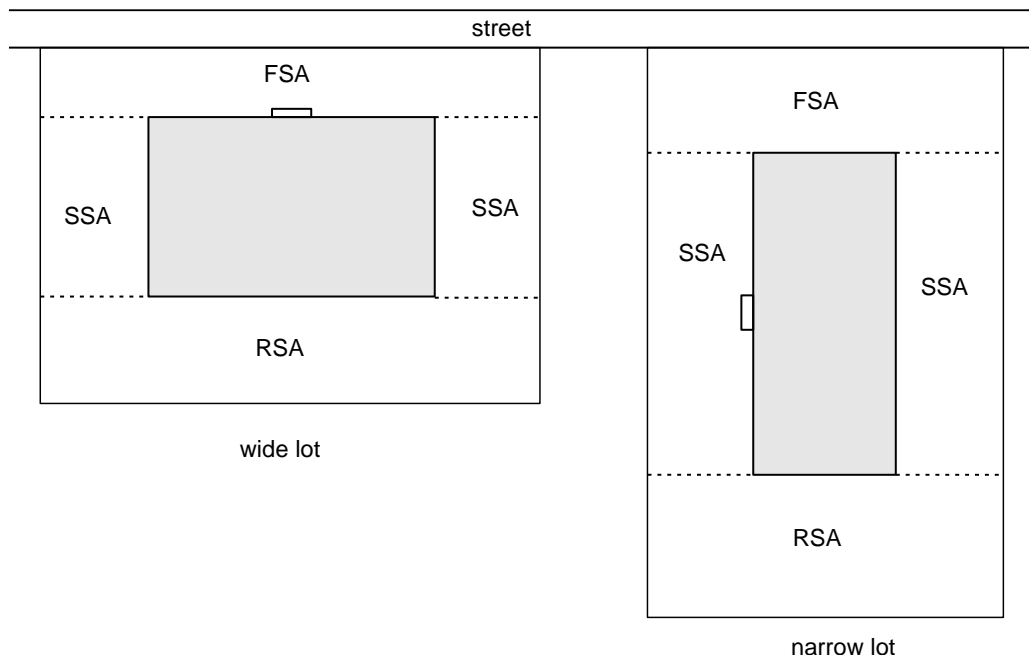 street
FSA
SSA
SSA
RSA
wide lot
FSA
SSA
SSA
RSA
narrow lot